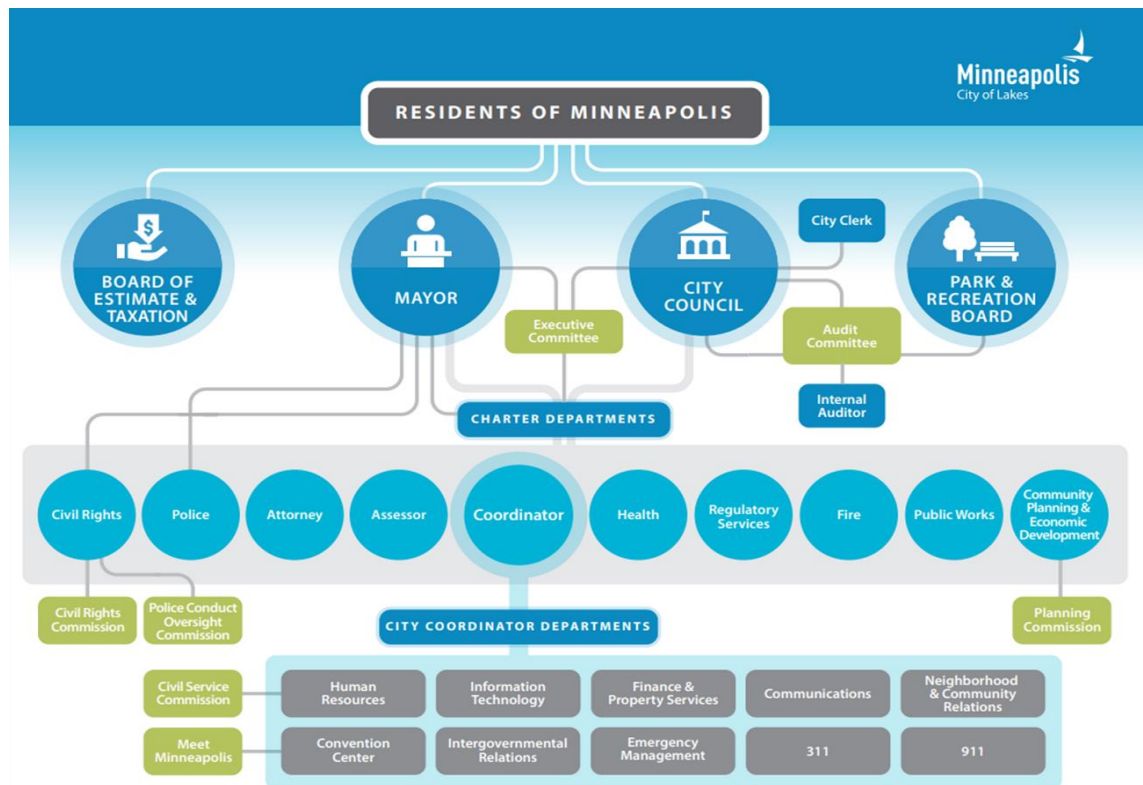 Minneapolis
City of Lakes
RESIDENTS OF MINNEAPOLIS
$
BOARD OF
ESTIMATE &
TAXATION
MAYOR
CITY
COUNCIL
City Clerk
PARK &
RECREATION
BOARD
Executive
Committee
Audit
Committee
Internal
Auditor
CHARTER DEPARTMENTS
Civil Rights
Police
Attorney
Assessor
Coordinator
Health
Regulatory
Services
Fire
Public Works
Community
Planning &
Economic
Development
Civil Rights
Commission
Police Conduct
Oversight
Commission
CITY COORDINATOR DEPARTMENTS
Planning
Commission
Civil Service
Commission
Human
Resources
Information
Technology
Finance &
Property Services
Communications
Neighborhood
& Community
Relations
Meet
Minneapolis
Convention
Center
Intergovernmental
Relations
Emergency
Management
311
911